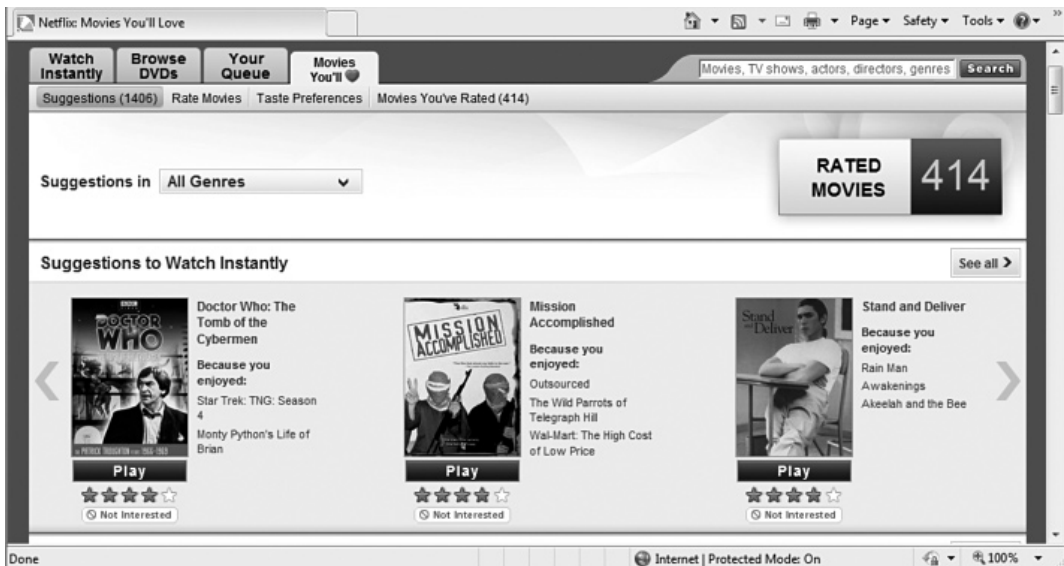 Netflix: Movies You'll Love
Page Safety Tools
Watch Instantly
Browse DVDs
Your Queue
Movies You'll
Movies, TV shows, actors, directors, genres Search
Suggestions (1406) Rate Movies Taste Preferences Movies You've Rated (414)
Suggestions in All Genres
RATED MOVIES 414
Suggestions to Watch Instantly See all
BBC
DOCTOR
WHO
Play
Not Interested
Doctor Who: The
Tomb of the
Cybermen
Because you
enjoyed:
Star Trek: TNG: Season
4
Monty Python's Life of
Brian
MISSION
ACCOMPLISHED
Play
Not Interested
Mission
Accomplished
Because you
enjoyed:
Outsourced
The Wild Parrots of
Telegraph Hill
Wal-Mart: The High Cost
of Low Price
Stand
and Deliver
Play
Not Interested
Stand and Deliver
Because you
enjoyed:
Rain Man
Awakenings
Akeelah and the Bee
Done Internet | Protected Mode: On 100%